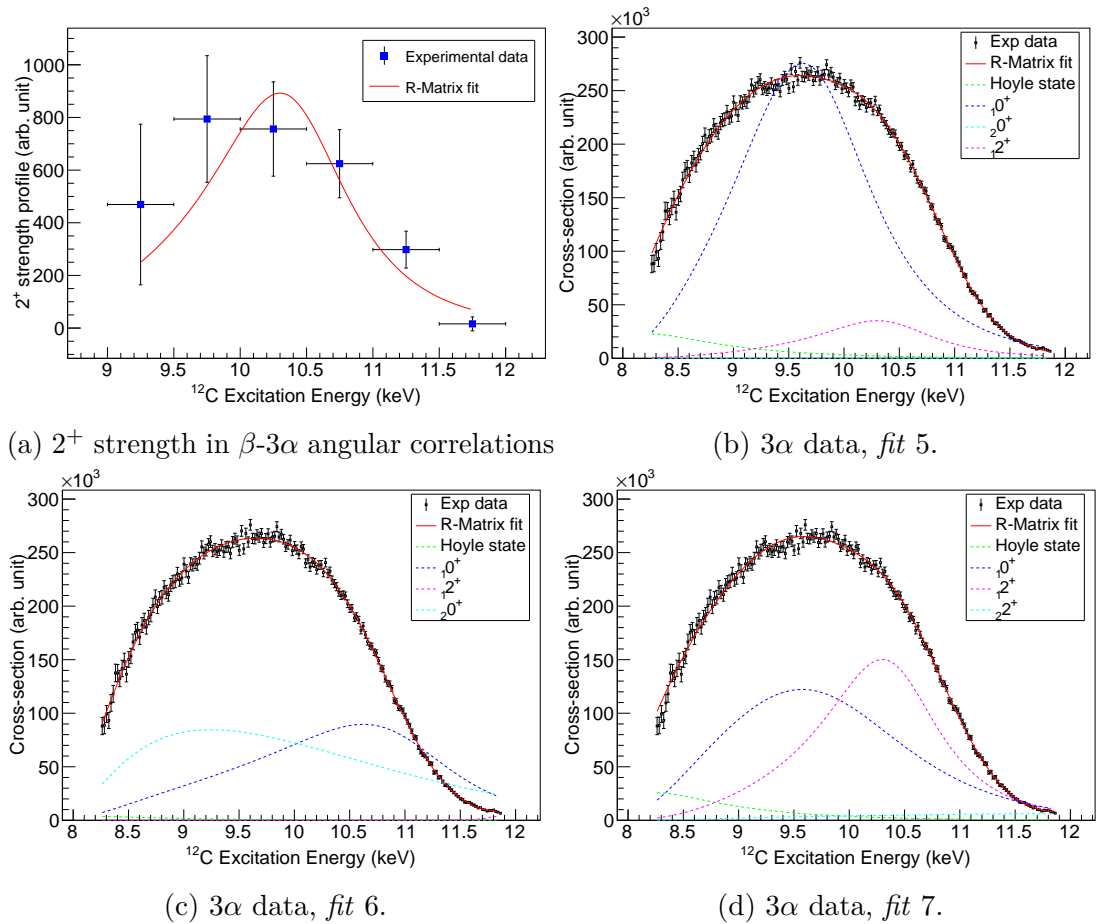 1000
800
600
400
200
0
2⁺ strength profile (arb. unit)
Experimental data
R-Matrix fit
9 9.5 10 10.5 11 11.5 12
¹²C Excitation Energy (keV)
(a) 2⁺ strength in β-3α angular correlations
×10³
300
250
200
150
100
50
0
Cross-section (arb. unit)
Exp data
R-Matrix fit
Hoyle state
₁0⁺
₂0⁺
₁2⁺
8 8.5 9 9.5 10 10.5 11 11.5 12
¹²C Excitation Energy (keV)
(b) 3α data, fit 5.
×10³
300
250
200
150
100
50
0
Cross-section (arb. unit)
Exp data
R-Matrix fit
Hoyle state
₁0⁺
₁2⁺
₂0⁺
8 8.5 9 9.5 10 10.5 11 11.5 12
¹²C Excitation Energy (keV)
(c) 3α data, fit 6.
×10³
300
250
200
150
100
50
0
Cross-section (arb. unit)
Exp data
R-Matrix fit
Hoyle state
₁0⁺
₁2⁺
₂2⁺
8 8.5 9 9.5 10 10.5 11 11.5 12
¹²C Excitation Energy (keV)
(d) 3α data, fit 7.